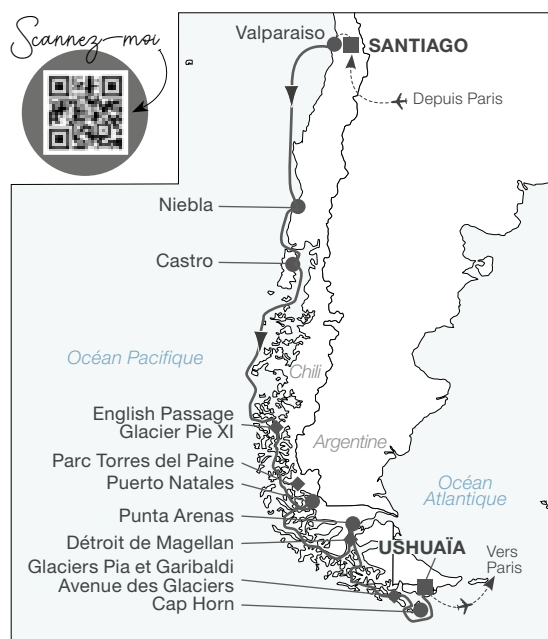 Scannez-moi
Valparaiso
SANTIAGO
Depuis Paris
Niebla
Castro
Océan Pacifique
Chili
English Passage
Glacier Pie XI
Argentine
Parc Torres del Paine
Puerto Natales
Océan
Atlantique
Punta Arenas
Détroit de Magellan
USHUAÏA
Vers
Paris
Glaciers Pia et Garibaldi
Avenue des Glaciers
Cap Horn